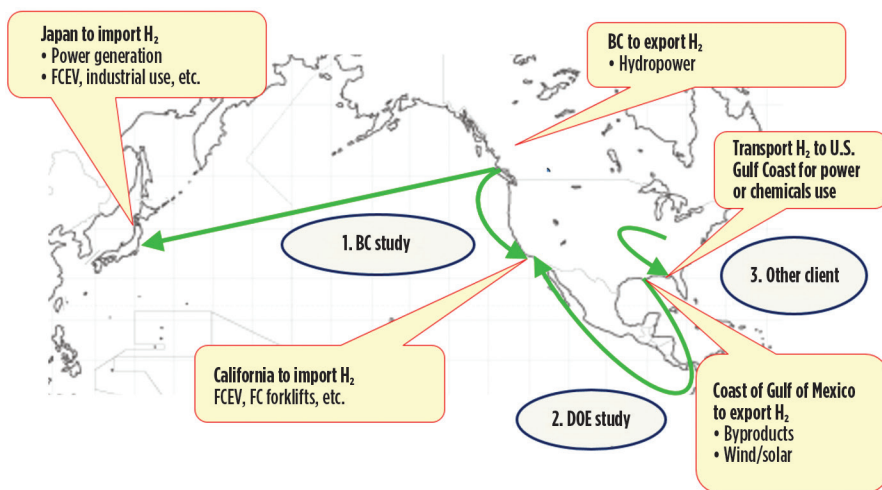 Japan to import H₂
• Power generation
• FCEV, industrial use, etc.
BC to export H₂
• Hydropower
Transport H₂ to U.S.
Gulf Coast for power
or chemicals use
1. BC study
3. Other client
California to import H₂
FCEV, FC forklifts, etc.
2. DOE study
Coast of Gulf of Mexico
to export H₂
• Byproducts
• Wind/solar